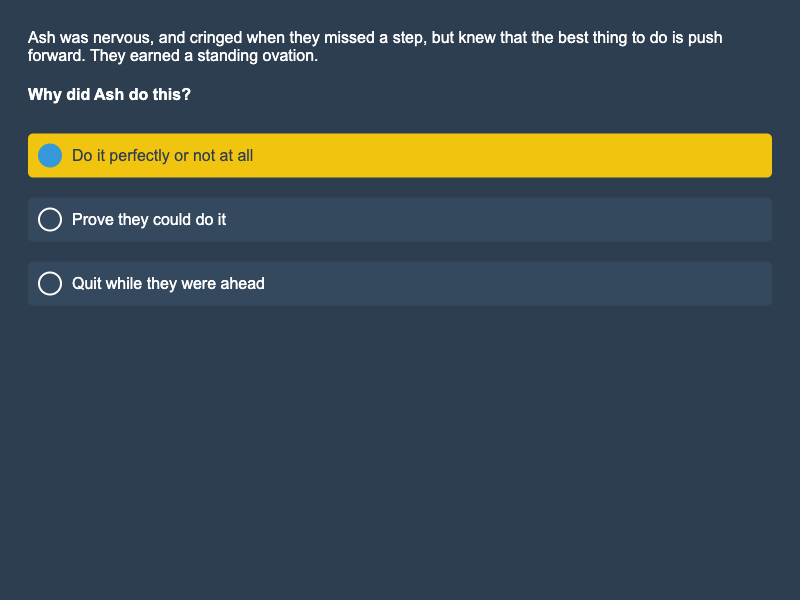 Ash was nervous, and cringed when they missed a step, but knew that the best thing to do is push
forward. They earned a standing ovation.
Why did Ash do this?
Do it perfectly or not at all
Prove they could do it
Quit while they were ahead